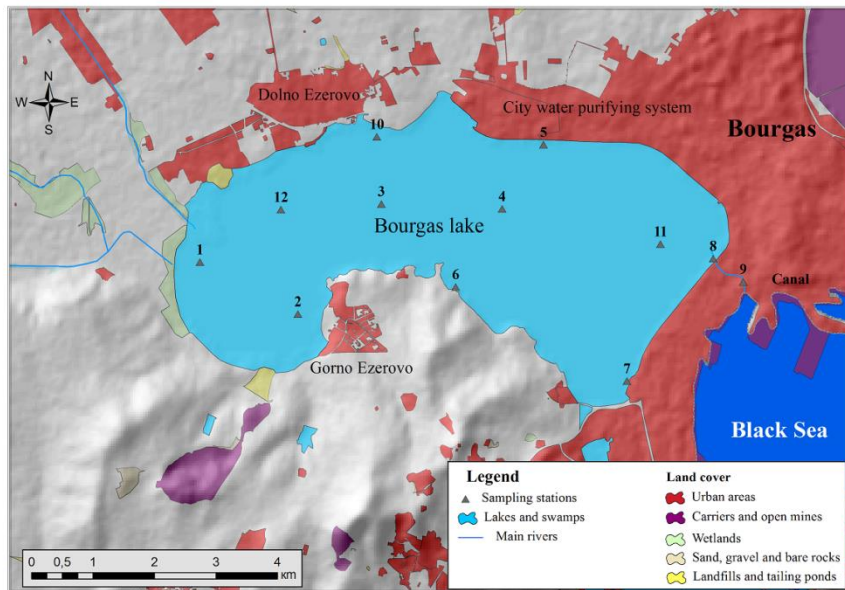 N
W E
S
Dolno Ezerovo
City water purifying system
Bourgas
10
5
12
3
4
Bourgas lake
11
8
1
9
Canal
6
2
Gorno Ezerovo
7
Black Sea
Legend
Sampling stations
Lakes and swamps
Main rivers
Land cover
Urban areas
Carriers and open mines
Wetlands
Sand, gravel and bare rocks
Landfills and tailing ponds
0 0,5 1 2 3 4
км